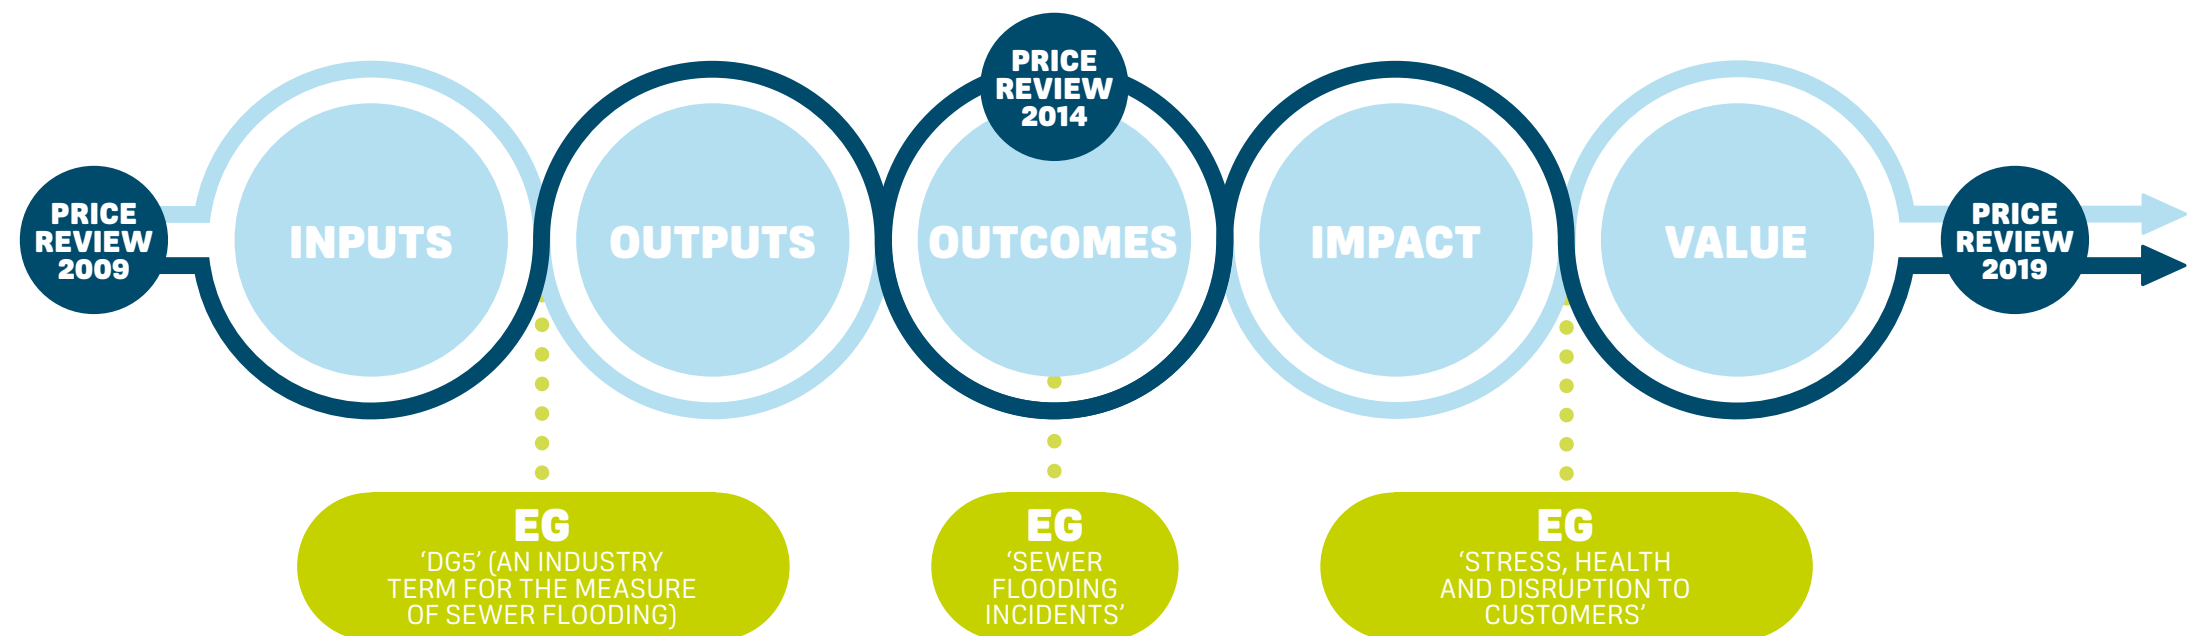 PRICE
REVIEW
2009
INPUTS
OUTPUTS
PRICE
REVIEW
2014
OUTCOMES
IMPACT
VALUE
PRICE
REVIEW
2019
EG
‘DG5’ (AN INDUSTRY
TERM FOR THE MEASURE
OF SEWER FLOODING)
EG
‘SEWER
FLOODING
INCIDENTS’
EG
‘STRESS, HEALTH
AND DISRUPTION TO
CUSTOMERS’